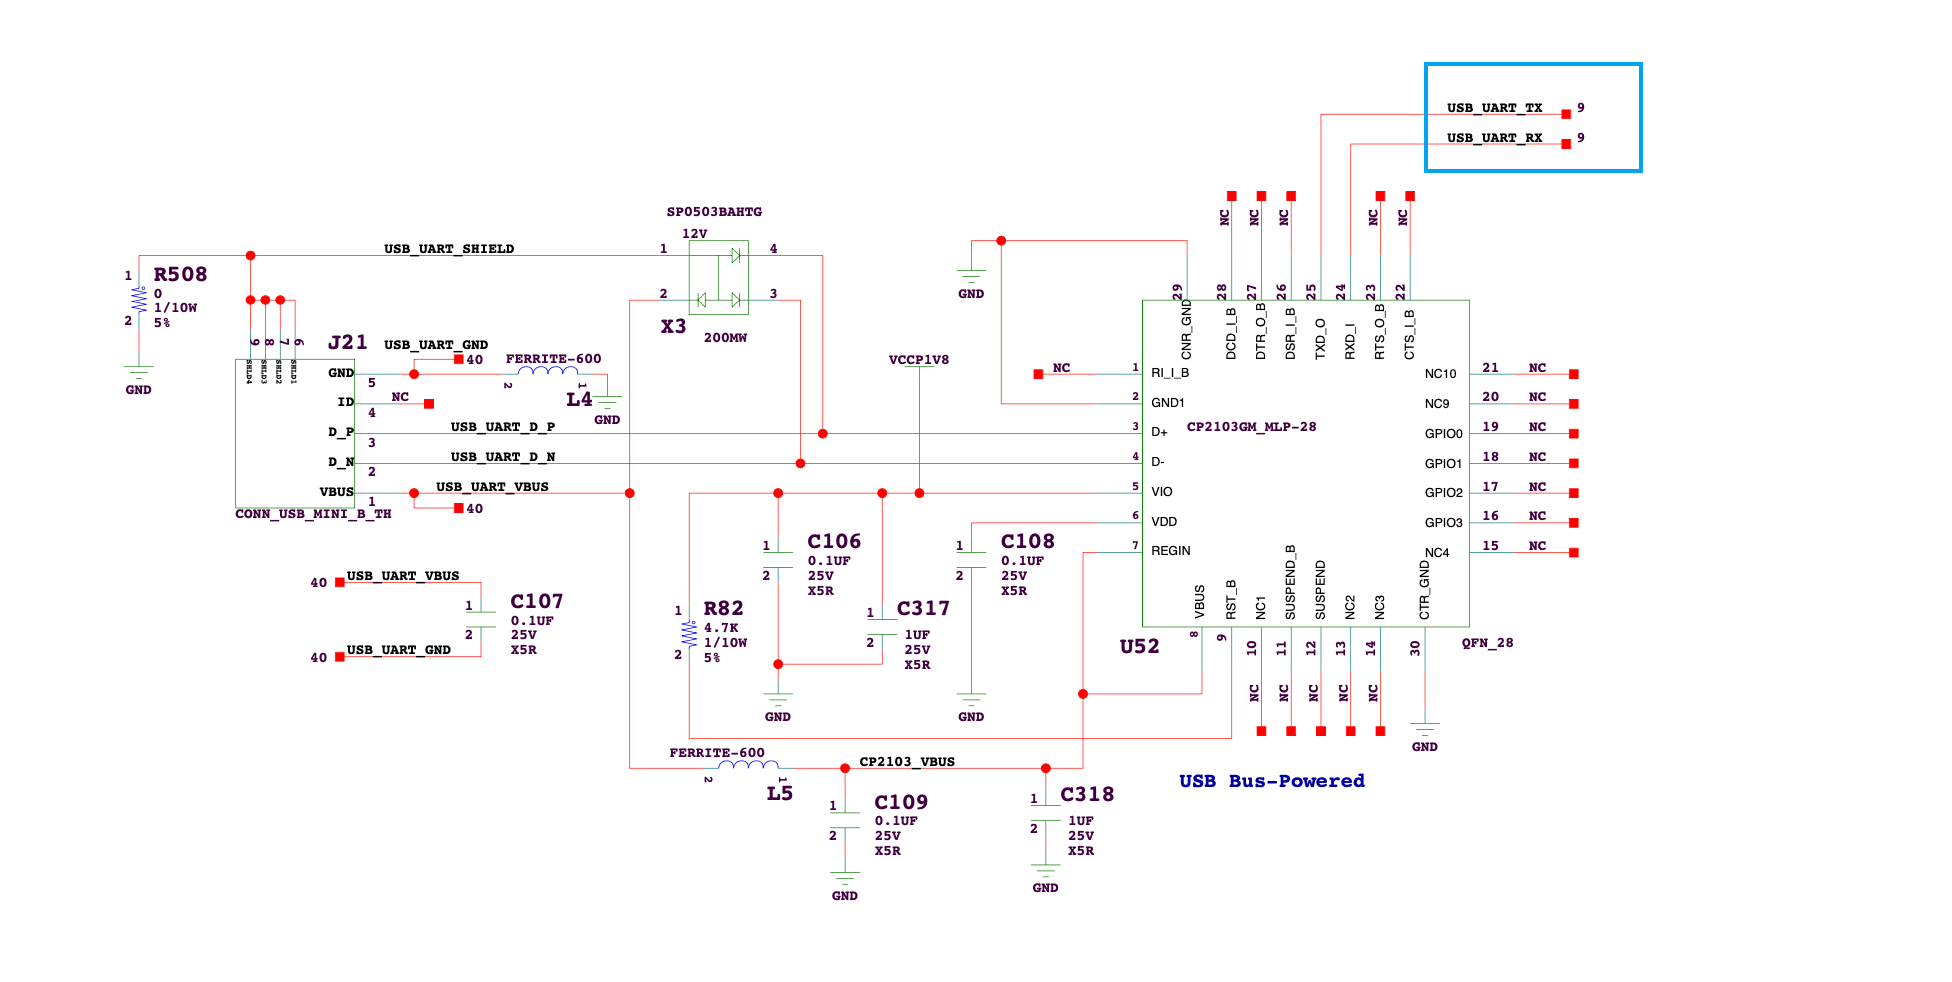 USB_UART_TX 9
USB_UART_RX 9
SP0503BAHTG
12V
1 4
2 3
X3
200MW
USB_UART_SHIELD
1 R508
0
1/10W
2 5%
GND
9 8 7 6
SHLD4 SHLD3 SHLD2 SHLD1
J21
GND 5
ID 4
D_P 3
D_N 2
VBUS 1
CONN_USB_MINI_B_TH
USB_UART_GND
40
NC
FERRITE-600
2 1
L4
GND
USB_UART_D_P
USB_UART_D_N
USB_UART_VBUS
40
40 USB_UART_VBUS
1 C107
0.1UF
2 25V
X5R
40 USB_UART_GND
VCCP1V8
1 C106
0.1UF
2 25V
X5R
GND
1 C317
1UF
2 25V
X5R
1 R82
4.7K
1/10W
2 5%
1 C108
0.1UF
2 25V
X5R
GND
FERRITE-600
2 1
L5
CP2103_VBUS
1 C109
0.1UF
2 25V
X5R
GND
1 C318
1UF
2 25V
X5R
GND
GND
NC NC NC NC NC
29 28 27 26 25 24 23 22
CNR_GND DCD_I_B DTR_O_B DSR_I_B TXD_O RXD_I RTS_O_B CTS_I_B
NC 1 RI_I_B
2 GND1
3 D+
4 D-
5 VIO
6 VDD
7 REGIN
CP2103GM_MLP-28
NC10 21 NC
NC9 20 NC
GPIO0 19 NC
GPIO1 18 NC
GPIO2 17 NC
GPIO3 16 NC
NC4 15 NC
VBUS RST_B NC1 SUSPEND_B SUSPEND NC2 NC3 CTR_GND
8 9 10 11 12 13 14 30
U52
QFN_28
NC NC NC NC NC
GND
USB Bus-Powered